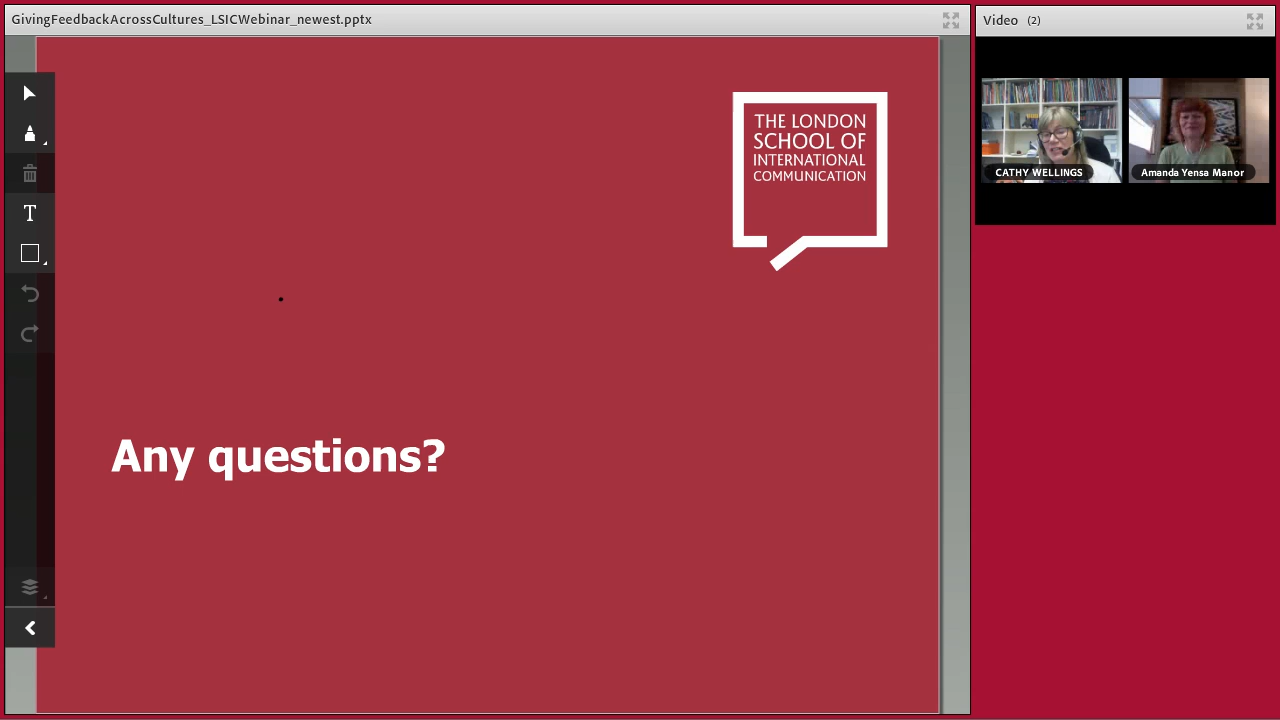 GivingFeedbackAcrossCultures_LSICWebinar_newest.pptx
Video (2)
THE LONDON
SCHOOL OF
INTERNATIONAL
COMMUNICATION
CATHY WELLINGS
Amanda Yensa Manor
T
Any questions?